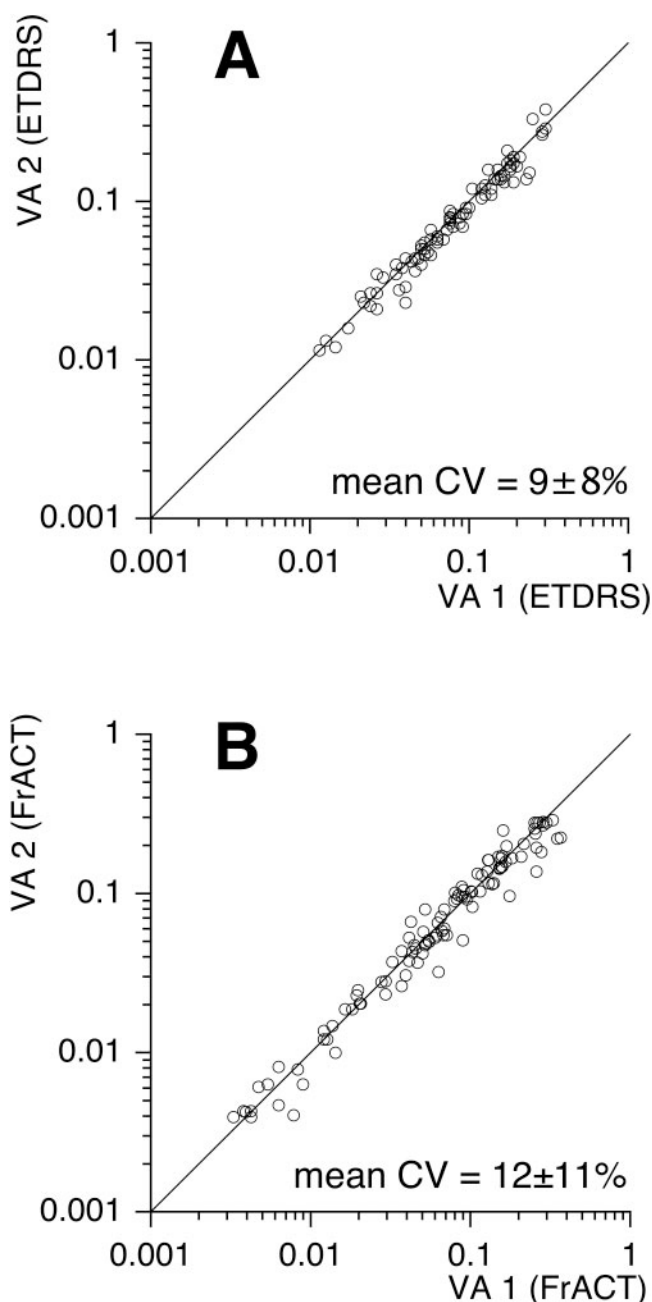 A
VA 2 (ETDRS)
1
0.1
0.01
0.001
mean CV = 9±8%
0.001 0.01 0.1 1
VA 1 (ETDRS)
B
VA 2 (FrACT)
1
0.1
0.01
0.001
mean CV = 12±11%
0.001 0.01 0.1 1
VA 1 (FrACT)